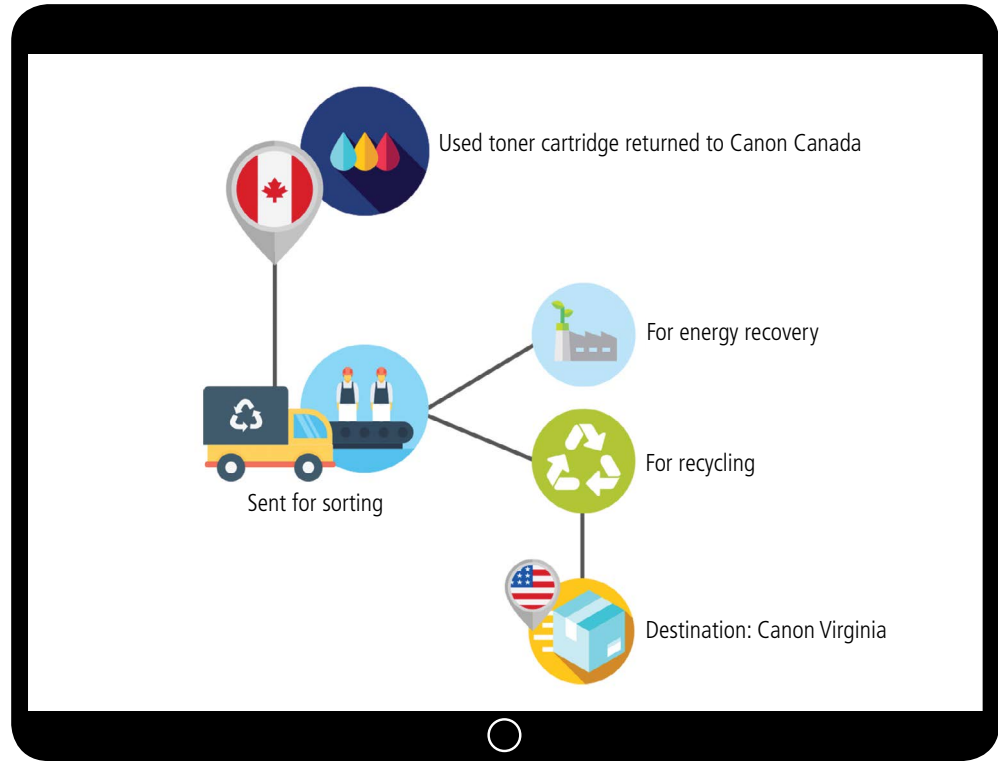 Used toner cartridge returned to Canon Canada
For energy recovery
For recycling
Sent for sorting
Destination: Canon Virginia